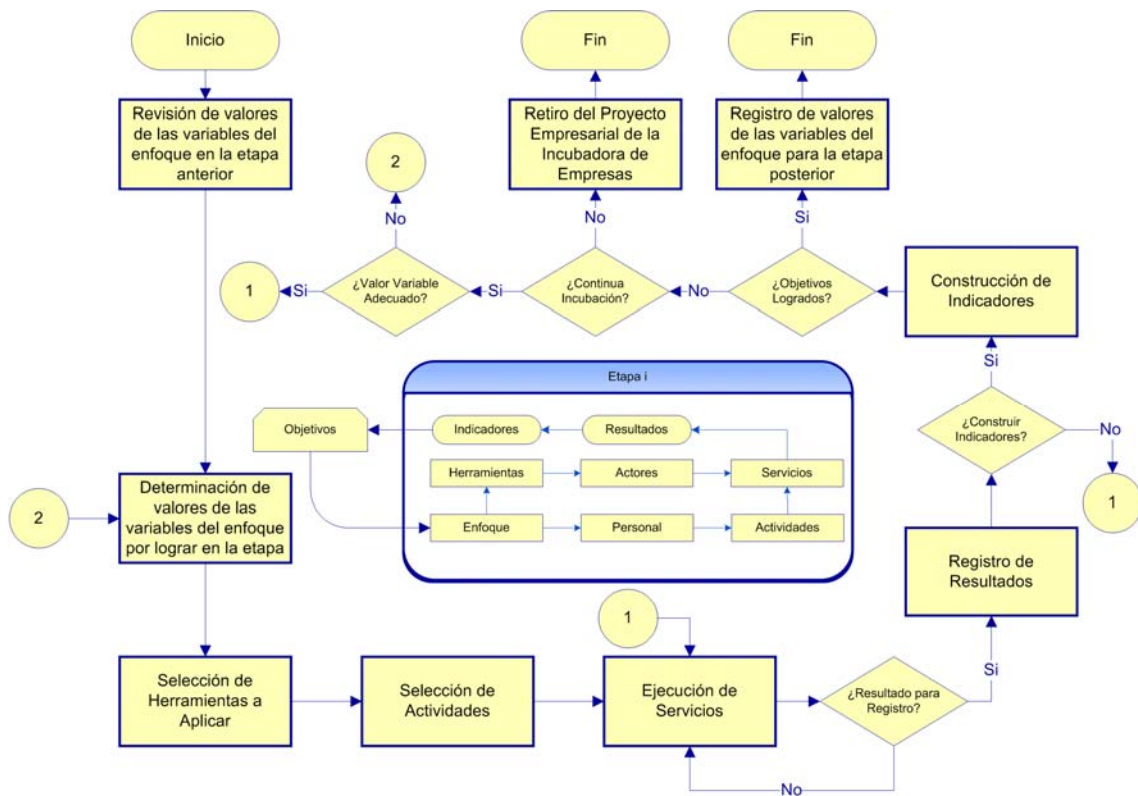 Inicio
Fin
Fin
Revisión de valores
de las variables del
enfoque en la etapa
anterior
Retiro del Proyecto
Empresarial de la
Incubadora de
Empresas
Registro de valores
de las variables del
enfoque para la etapa
posterior
2
No
No
Si
1
Si
¿Valor Variable
Adecuado?
Si
¿Continua
Incubación?
No
¿Objetivos
Logrados?
Construcción de
Indicadores
Si
¿Construir
Indicadores?
No
1
Etapa i
Objetivos
Indicadores
Resultados
Herramientas
Actores
Servicios
Enfoque
Personal
Actividades
2
Determinación de
valores de las
variables del enfoque
por lograr en la etapa
Registro de
Resultados
1
Si
Selección de
Herramientas a
Aplicar
Selección de
Actividades
Ejecución de
Servicios
¿Resultado para
Registro?
No